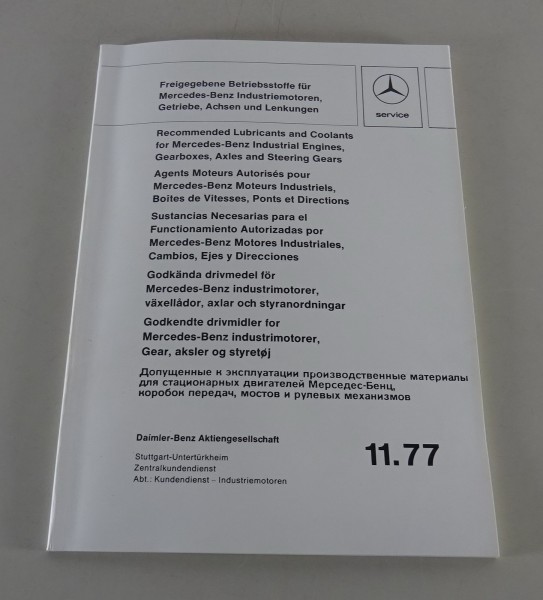 Freigegebene Betriebsstoffe für
Mercedes-Benz Industriemotoren,
Getriebe, Achsen und Lenkungen
service
Recommended Lubricants and Coolants
for Mercedes-Benz Industrial Engines,
Gearboxes, Axles and Steering Gears
Agents Moteurs Autorisés pour
Mercedes-Benz Moteurs Industriels,
Boîtes de Vitesses, Ponts et Directions
Sustancias Necesarias para el
Functionamiento Autorizadas por
Mercedes-Benz Motores Industriales,
Cambios, Ejes y Direcciones
Godkända drivmedel för
Mercedes-Benz industrimotorer,
växellådor, axlar och styranordningar
Godkendte drivmidler for
Mercedes-Benz industrimotorer,
Gear, aksler og styretøj
Допущенные к эксплуатации производственные материалы
для стационарных двигателей Мерседес-Бенц,
коробок передач, мостов и рулевых механизмов
Daimler-Benz Aktiengesellschaft
Stuttgart-Untertürkheim
Zentralkundendienst
Abt.: Kundendienst – Industriemotoren
11.77